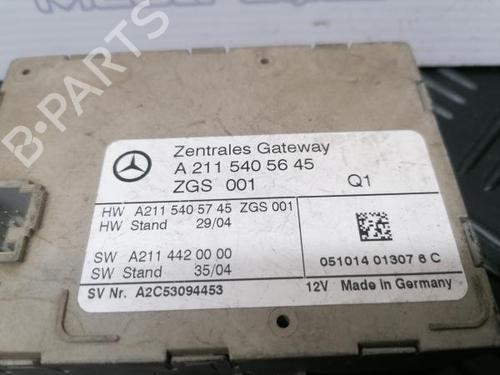 B-PARTS
Zentrales Gateway
A 211 540 56 45
ZGS 001 Q1
HW A211 540 57 45 ZGS 001
HW Stand 29/04
SW A211 442 00 00
SW Stand 35/04
051014 01307 6 C
SV Nr. A2C53094453 12V Made in Germany